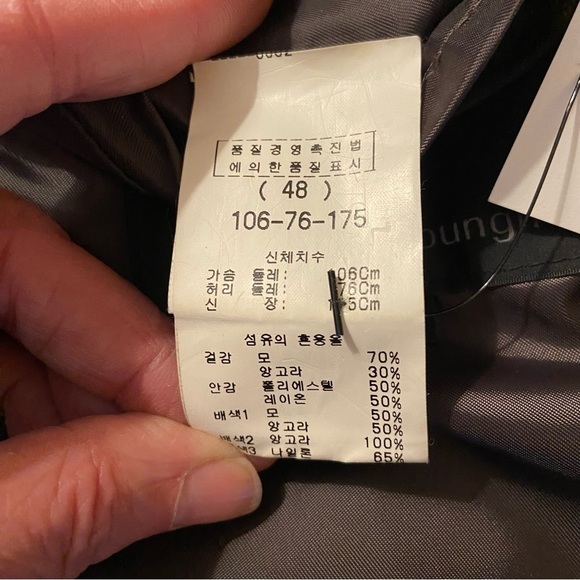 품질경영촉진법
에의한품질표시
( 48 )
106-76-175
신체치수
가슴 둘레: 106Cm
허리 둘레: 76Cm
신 장: 175Cm
섬유의 혼용율
겉감 모 70%
앙고라 30%
안감 폴리에스텔 50%
레이온 50%
배색1 모 50%
앙고라 50%
배색2 앙고라 100%
배색3 나일론 65%